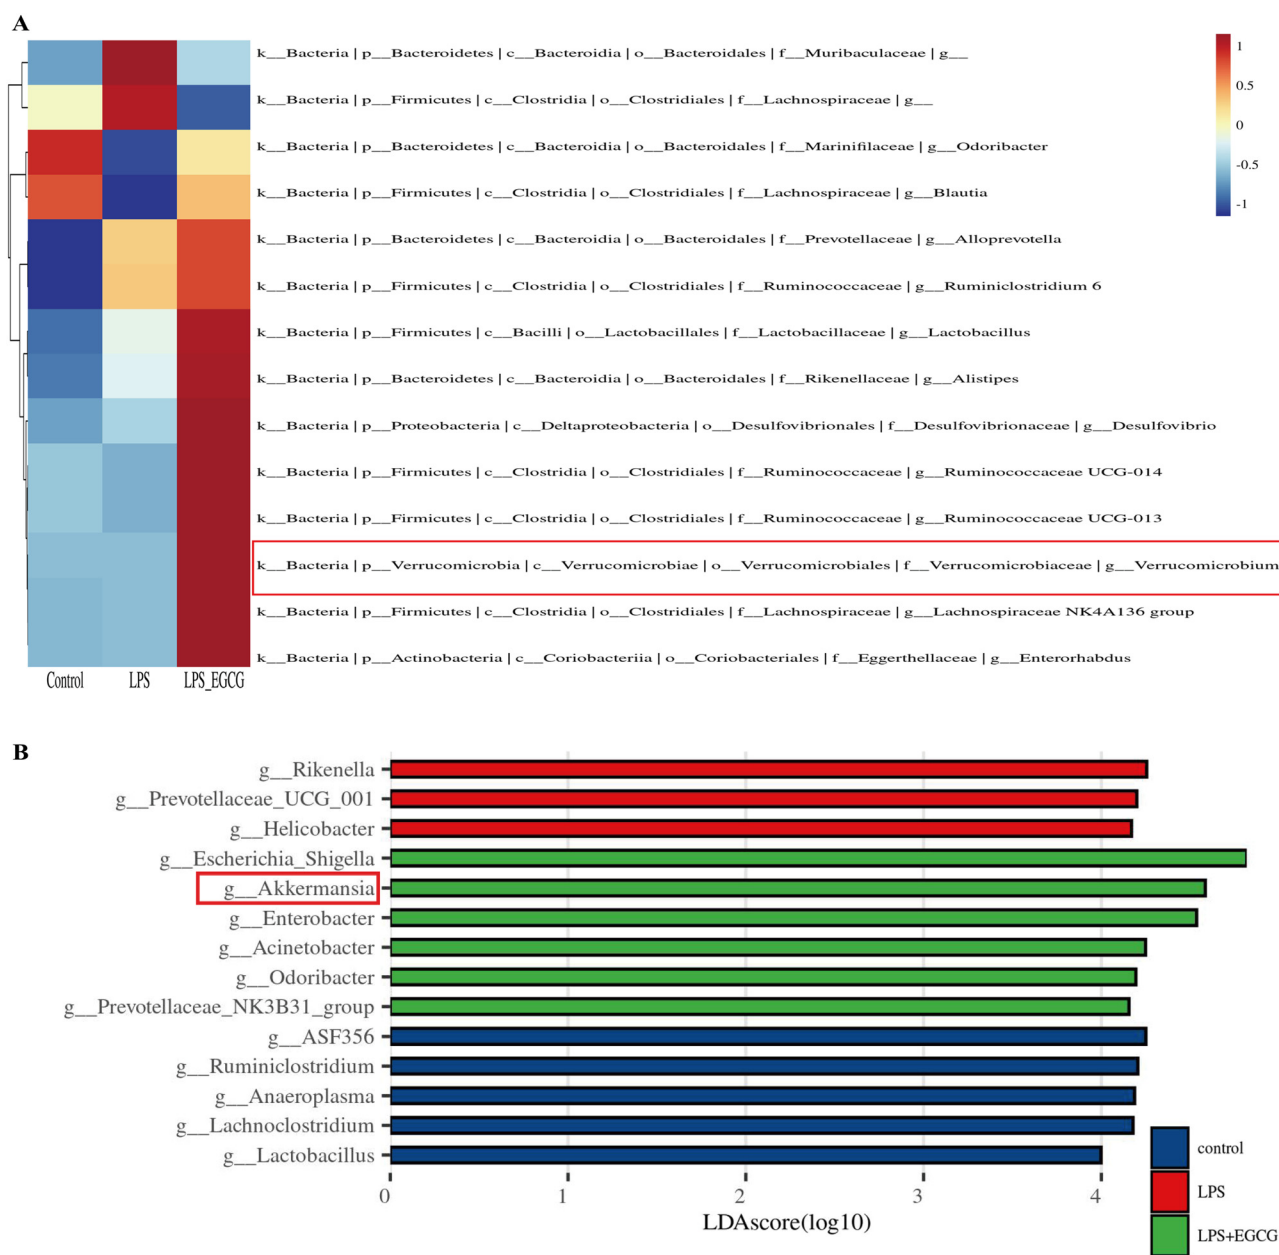 A
k__Bacteria | p__Bacteroidetes | c__Bacteroidia | o__Bacteroidales | f__Muribaculaceae | g__
k__Bacteria | p__Firmicutes | c__Clostridia | o__Clostridiales | f__Lachnospiraceae | g__
k__Bacteria | p__Bacteroidetes | c__Bacteroidia | o__Bacteroidales | f__Marinifilaceae | g__Odoribacter
k__Bacteria | p__Firmicutes | c__Clostridia | o__Clostridiales | f__Lachnospiraceae | g__Blautia
k__Bacteria | p__Bacteroidetes | c__Bacteroidia | o__Bacteroidales | f__Prevotellaceae | g__Alloprevotella
k__Bacteria | p__Firmicutes | c__Clostridia | o__Clostridiales | f__Ruminococcaceae | g__Ruminiclostridium 6
k__Bacteria | p__Firmicutes | c__Bacilli | o__Lactobacillales | f__Lactobacillaceae | g__Lactobacillus
k__Bacteria | p__Bacteroidetes | c__Bacteroidia | o__Bacteroidales | f__Rikenellaceae | g__Alistipes
k__Bacteria | p__Proteobacteria | c__Deltaproteobacteria | o__Desulfovibrionales | f__Desulfovibrionaceae | g__Desulfovibrio
k__Bacteria | p__Firmicutes | c__Clostridia | o__Clostridiales | f__Ruminococcaceae | g__Ruminococcaceae UCG-014
k__Bacteria | p__Firmicutes | c__Clostridia | o__Clostridiales | f__Ruminococcaceae | g__Ruminococcaceae UCG-013
k__Bacteria | p__Verrucomicrobia | c__Verrucomicrobiae | o__Verrucomicrobiales | f__Verrucomicrobiaceae | g__Verrucomicrobium
k__Bacteria | p__Firmicutes | c__Clostridia | o__Clostridiales | f__Lachnospiraceae | g__Lachnospiraceae NK4A136 group
k__Bacteria | p__Actinobacteria | c__Coriobacteriia | o__Coriobacteriales | f__Eggerthellaceae | g__Enterorhabdus
1
0.5
0
-0.5
-1
Control LPS LPS_EGCG
B
g__Rikenella
g__Prevotellaceae_UCG_001
g__Helicobacter
g__Escherichia_Shigella
g__Akkermansia
g__Enterobacter
g__Acinetobacter
g__Odoribacter
g__Prevotellaceae_NK3B31_group
g__ASF356
g__Ruminiclostridium
g__Anaeroplasma
g__Lachnoclostridium
g__Lactobacillus
0 1 2 3 4
LDAscore(log10)
control
LPS
LPS+EGCG